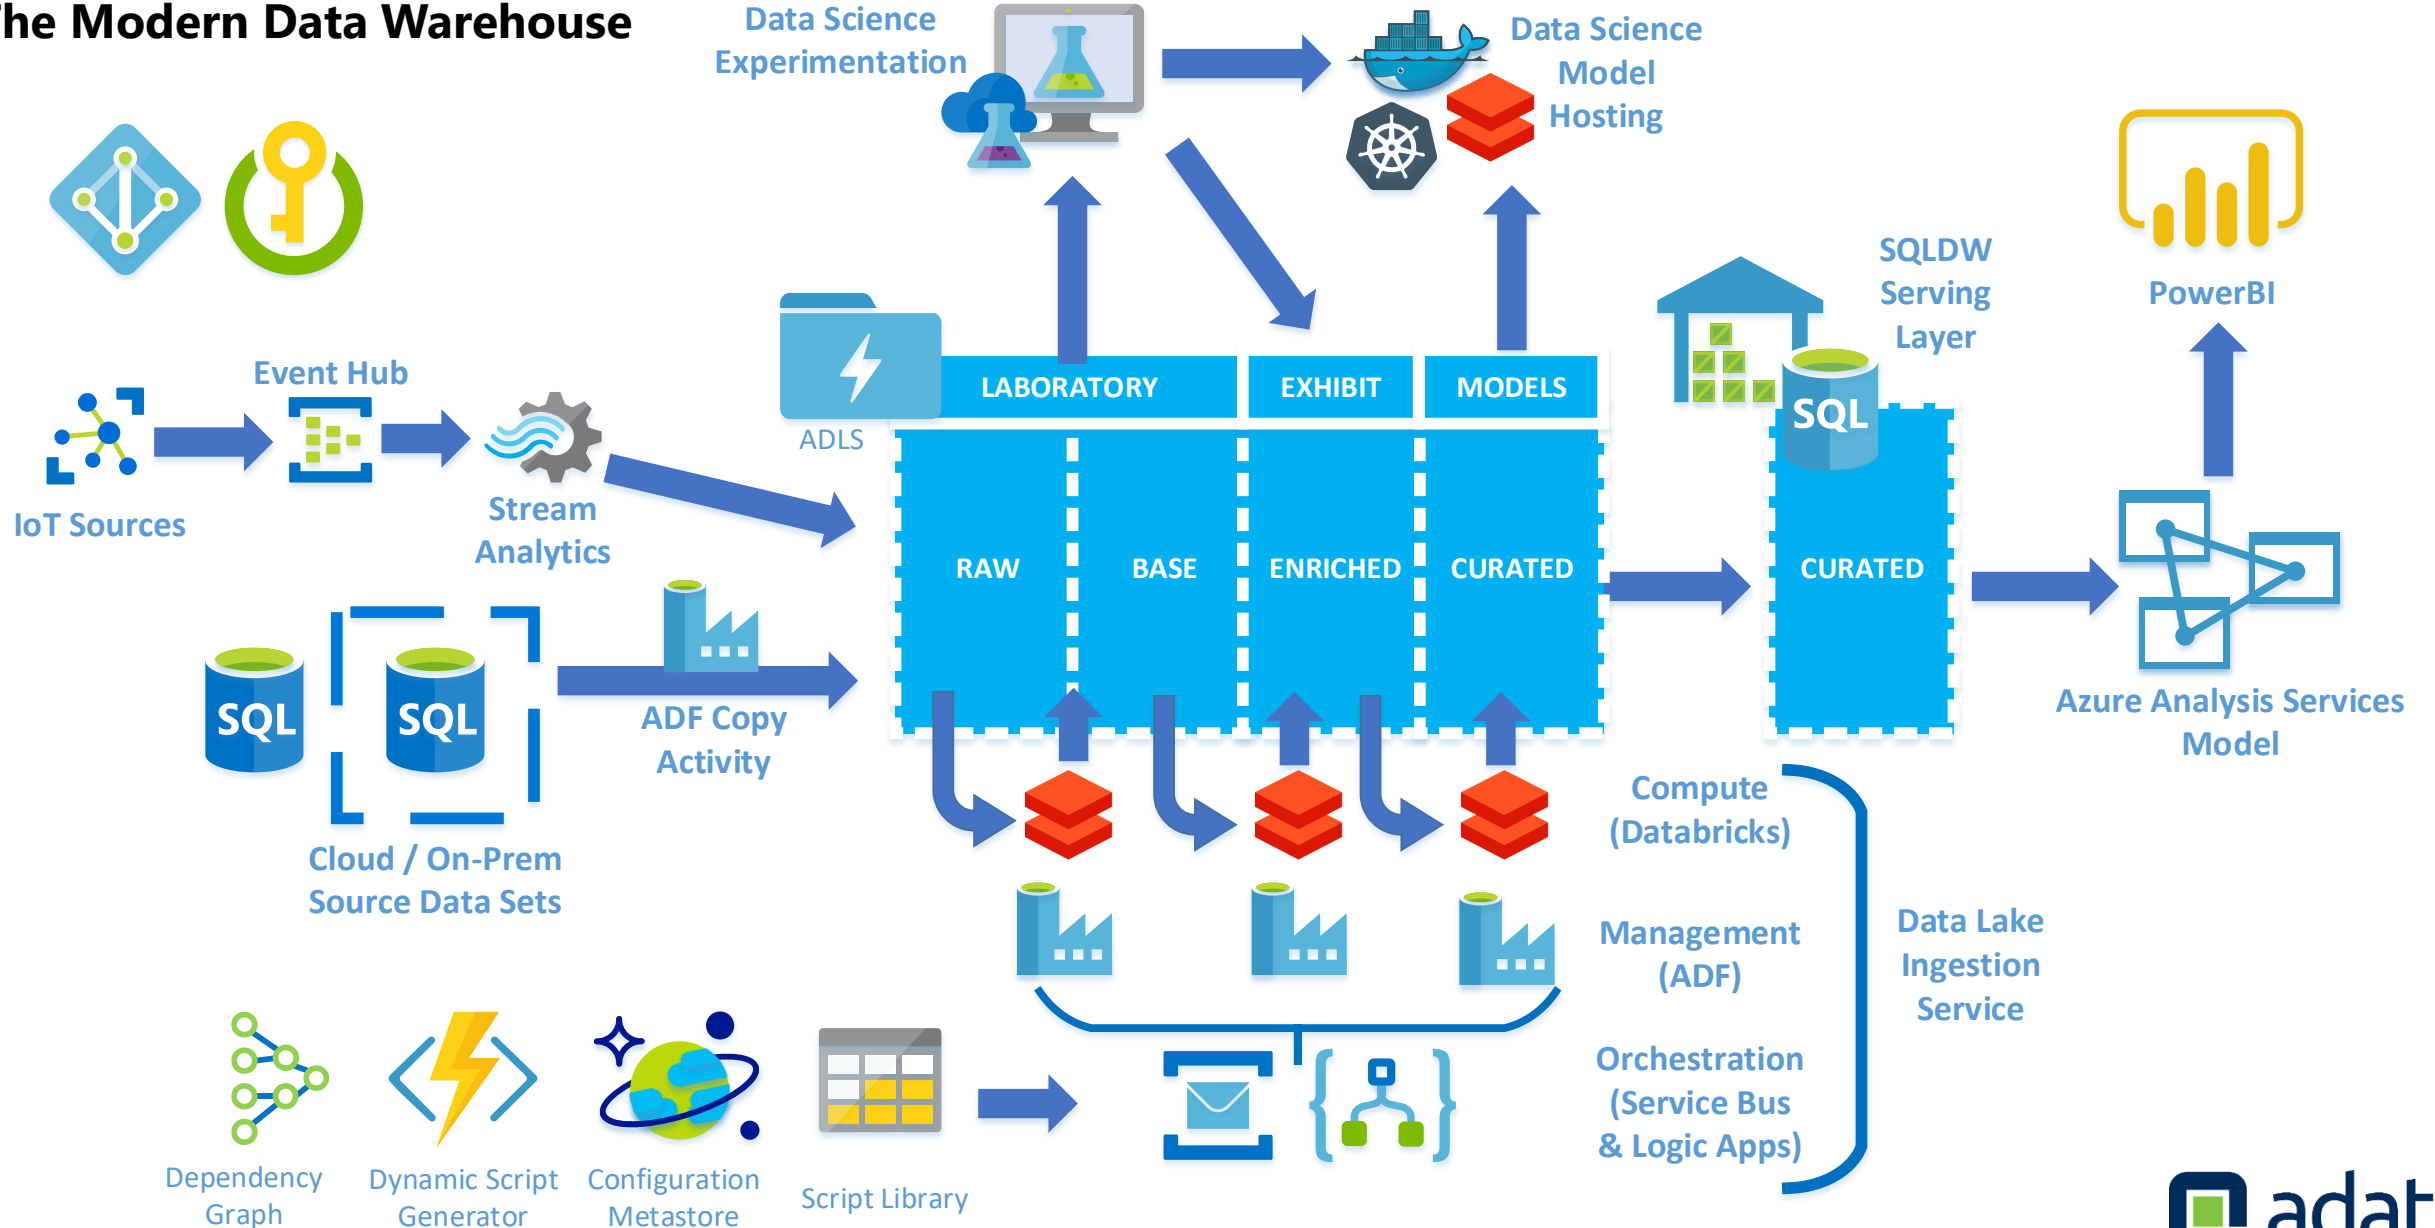 The Modern Data Warehouse
Data Science
Experimentation
Data Science
Model
Hosting
SQLDW
Serving
Layer
PowerBI
Event Hub
IoT Sources
Stream
Analytics
ADLS
LABORATORY
EXHIBIT
MODELS
SQL
RAW
BASE
ENRICHED
CURATED
CURATED
SQL
SQL
ADF Copy
Activity
Cloud / On-Prem
Source Data Sets
Azure Analysis Services
Model
Compute
(Databricks)
Management
(ADF)
Orchestration
(Service Bus
& Logic Apps)
Data Lake
Ingestion
Service
Dependency
Graph
Dynamic Script
Generator
Configuration
Metastore
Script Library
adat